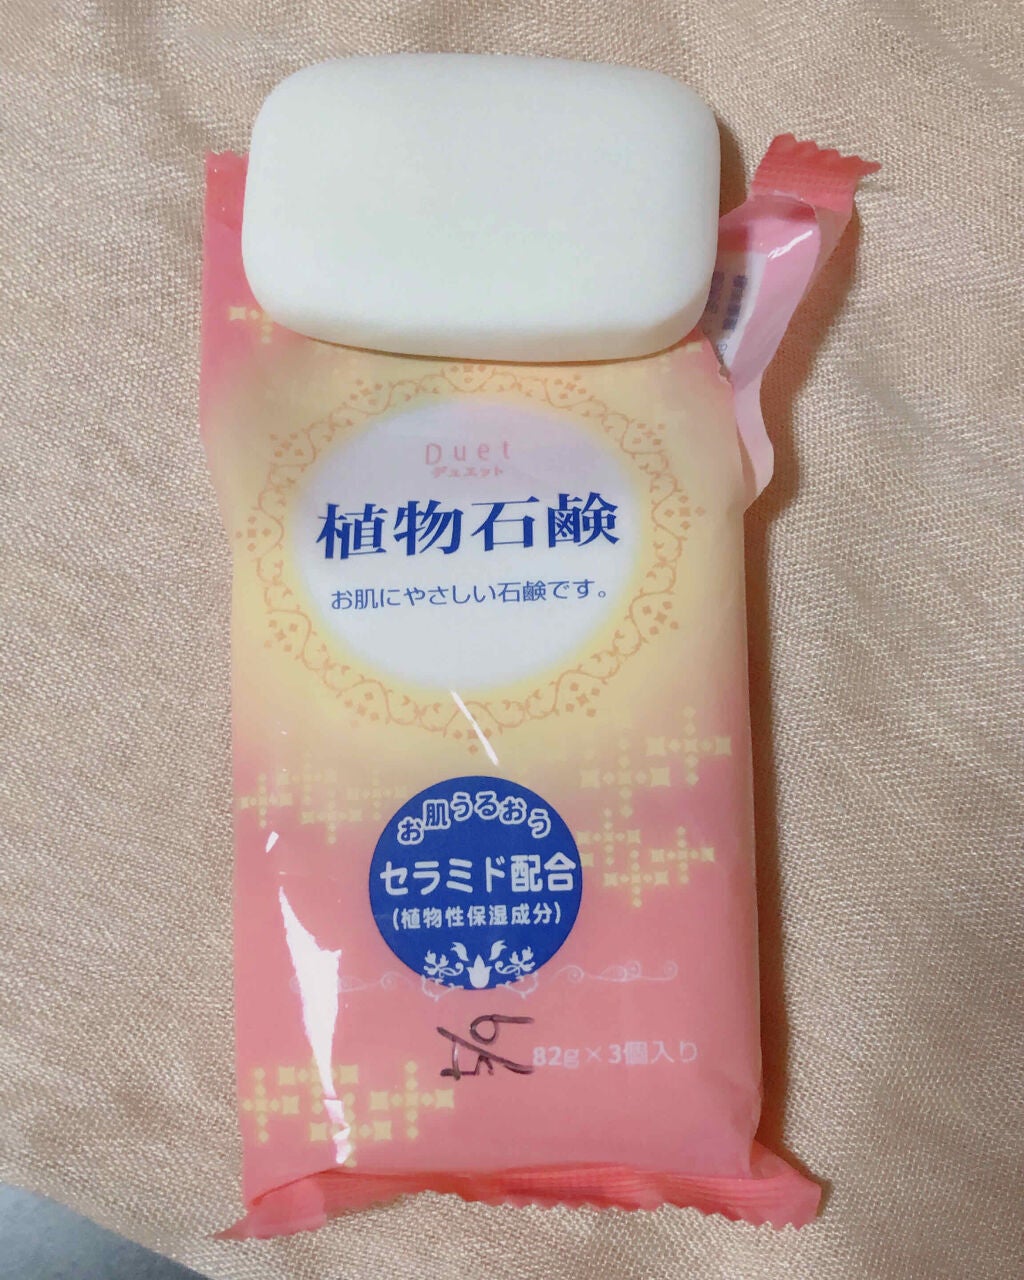 Duet
デュエット
植物石鹸
お肌にやさしい石鹸です。
お肌うるおう
セラミド配合
(植物性保湿成分)
82g×3個入り